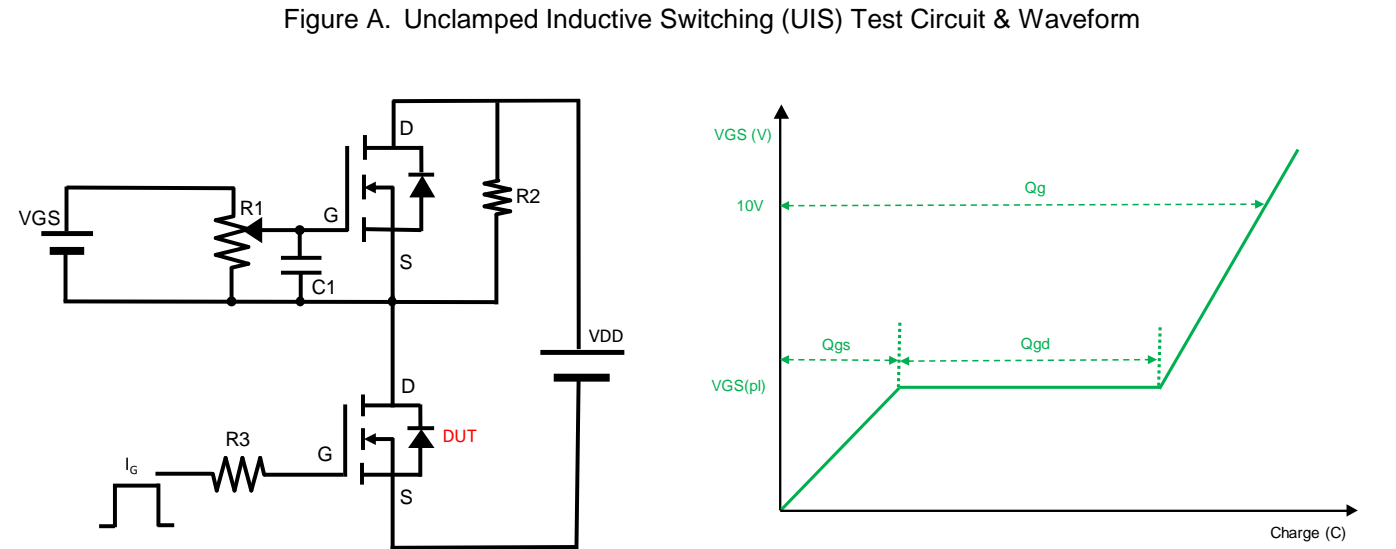 Figure A. Unclamped Inductive Switching (UIS) Test Circuit & Waveform
D
VGS
R1
G
R2
S
C1
VDD
D
DUT
R3
G
IG
S
VGS (V)
Qg
10V
Qgs
Qgd
VGS(pl)
Charge (C)